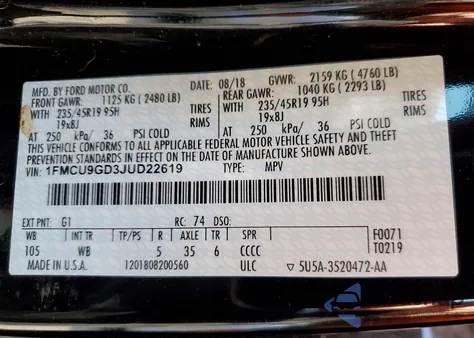 MFD. BY FORD MOTOR CO. DATE: 08/18 GVWR: 2159 KG ( 4760 LB)
FRONT GAWR: 1125 KG ( 2480 LB) REAR GAWR: 1040 KG ( 2293 LB)
WITH 235/45R19 95H TIRES WITH 235/45R19 95H TIRES
19x8J RIMS 19x8J RIMS
AT 250 kPa/ 36 PSI COLD AT 250 kPa/ 36 PSI COLD
THIS VEHICLE CONFORMS TO ALL APPLICABLE FEDERAL MOTOR VEHICLE SAFETY AND THEFT
PREVENTION STANDARDS IN EFFECT ON THE DATE OF MANUFACTURE SHOWN ABOVE.
VIN: 1FMCU9GD3JUD22619 TYPE: MPV
EXT PNT: G1 RC: 74 DSO: F0071
WB INT TR TP/PS R AXLE TR SPR T0219
105 WB 5 35 6 CCCC
MADE IN U.S.A. 1201808200560 ULC ▽ 5U5A-3520472-AA